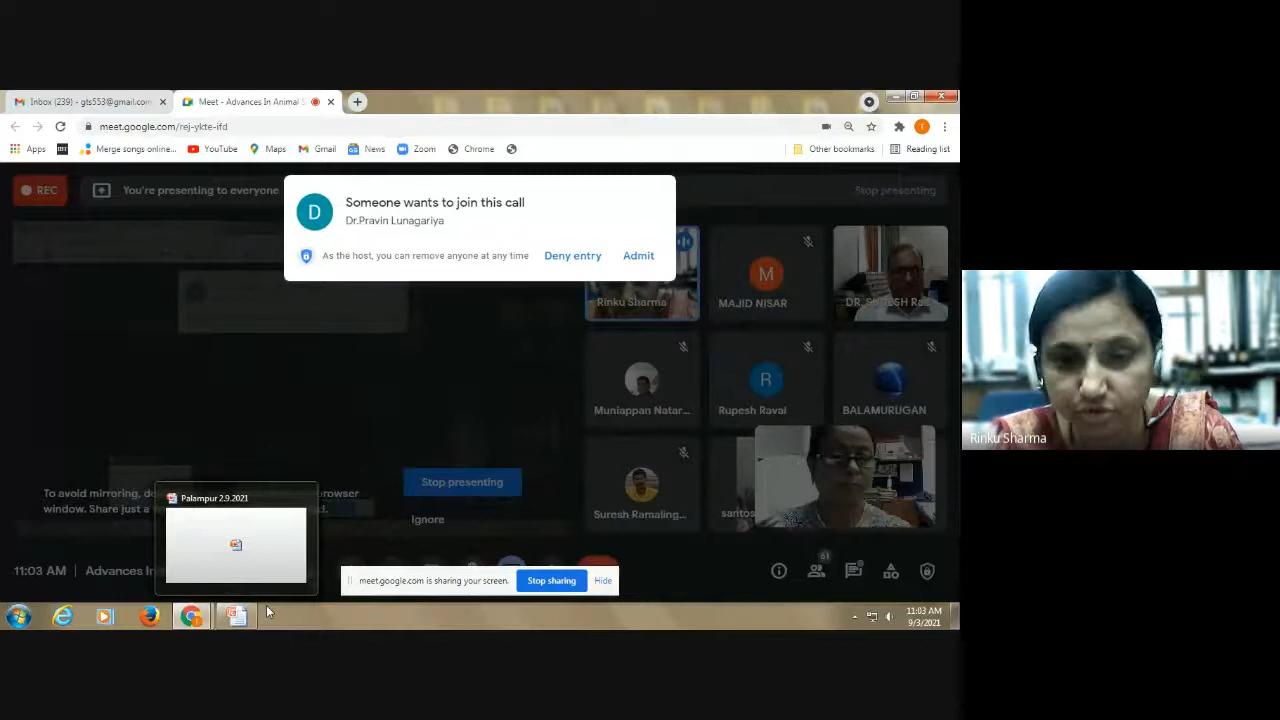 Inbox (239) - gts553@gmail.com
Meet - Advances In Animal S
meet.google.com/rej-ykte-ifd
Apps
Merge songs online...
YouTube
Maps
Gmail
News
Zoom
Chrome
Other bookmarks
Reading list
REC
You're presenting to everyone
Stop presenting
Someone wants to join this call
D
Dr.Pravin Lunagariya
As the host, you can remove anyone at any time
Deny entry
Admit
Rinku Sharma
M
MAJID NISAR
DR. SURESH
Muniappan Natar...
R
Rupesh Raval
BALAMURUGAN
Suresh Ramaling...
santos
To avoid mirroring,
browser
window. Share just a
Stop presenting
Ignore
Palampur 2.9.2021
11:03 AM
Advances In
61
meet.google.com is sharing your screen.
Stop sharing
Hide
11:03 AM
9/3/2021
Rinku Sharma